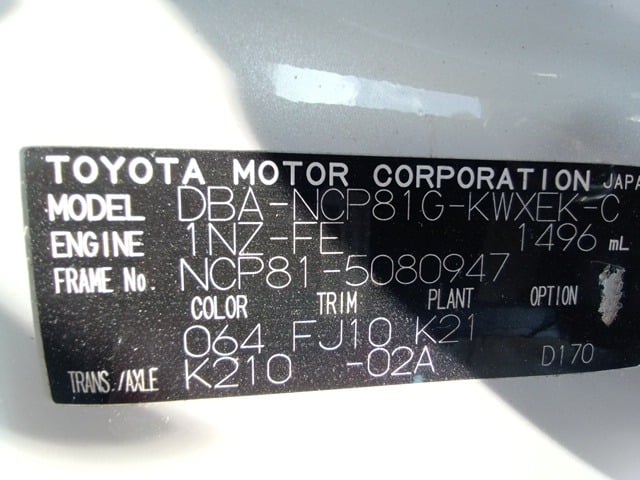 TOYOTA MOTOR CORPORATION JAPA
MODEL DBA-NCP81G-KWXEK-C
ENGINE 1NZ-FE 1496 mL
FRAME No. NCP81-5080947
COLOR TRIM PLANT OPTION
064 FJ10 K21
TRANS./AXLE K210 -02A D170